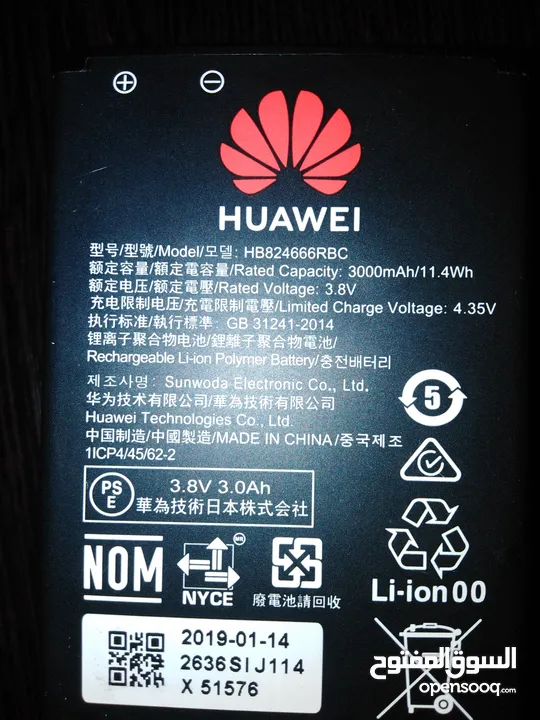 HUAWEI
型号/型號/Model/모델: HB824666RBC
额定容量/額定電容量/Rated Capacity: 3000mAh/11.4Wh
额定电压/額定電壓/Rated Voltage: 3.8V
充电限制电压/充電限制電壓/Limited Charge Voltage: 4.35V
执行标准/執行標準: GB 31241-2014
锂离子聚合物电池/鋰離子聚合物電池/
Rechargeable Li-ion Polymer Battery/충전배터리
제조사명: Sunwoda Electronic Co., Ltd.
华为技术有限公司/華為技術有限公司
Huawei Technologies Co., Ltd.
中国制造/中國製造/MADE IN CHINA/중국제조
1ICP4/45/62-2
5
PS
E
3.8V 3.0Ah
華為技術日本株式会社
NOM
MR
NYCE
廢電池請回收
Li-ion 00
2019-01-14
2636SIJ114
X 51576
السوق المفتوح
opensooq.com